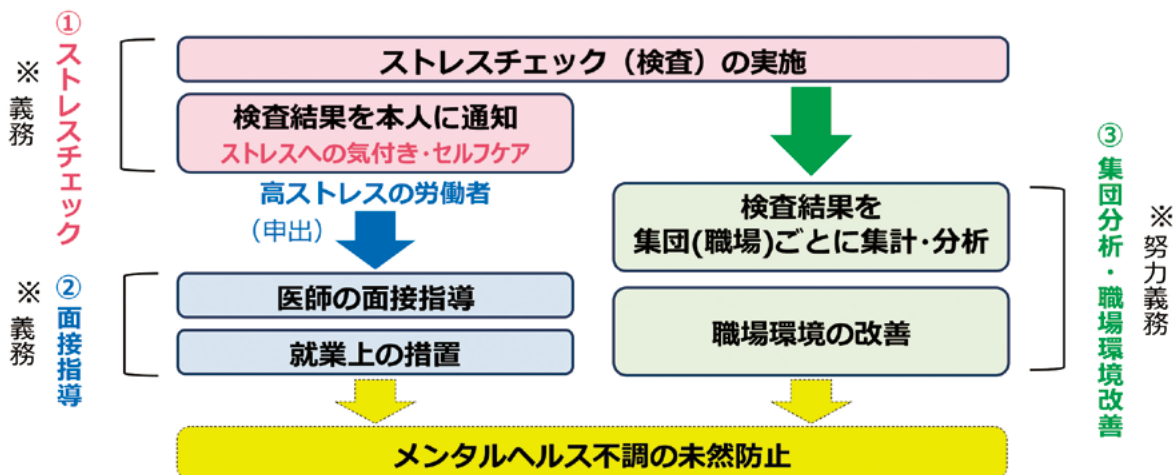 ① ストレスチェック
※ 義務
ストレスチェック（検査）の実施
検査結果を本人に通知
ストレスへの気付き・セルフケア
高ストレスの労働者
（申出）
② 面接指導
※ 義務
医師の面接指導
就業上の措置
検査結果を
集団(職場)ごとに集計・分析
職場環境の改善
③ 集団分析・職場環境改善
※ 努力義務
メンタルヘルス不調の未然防止